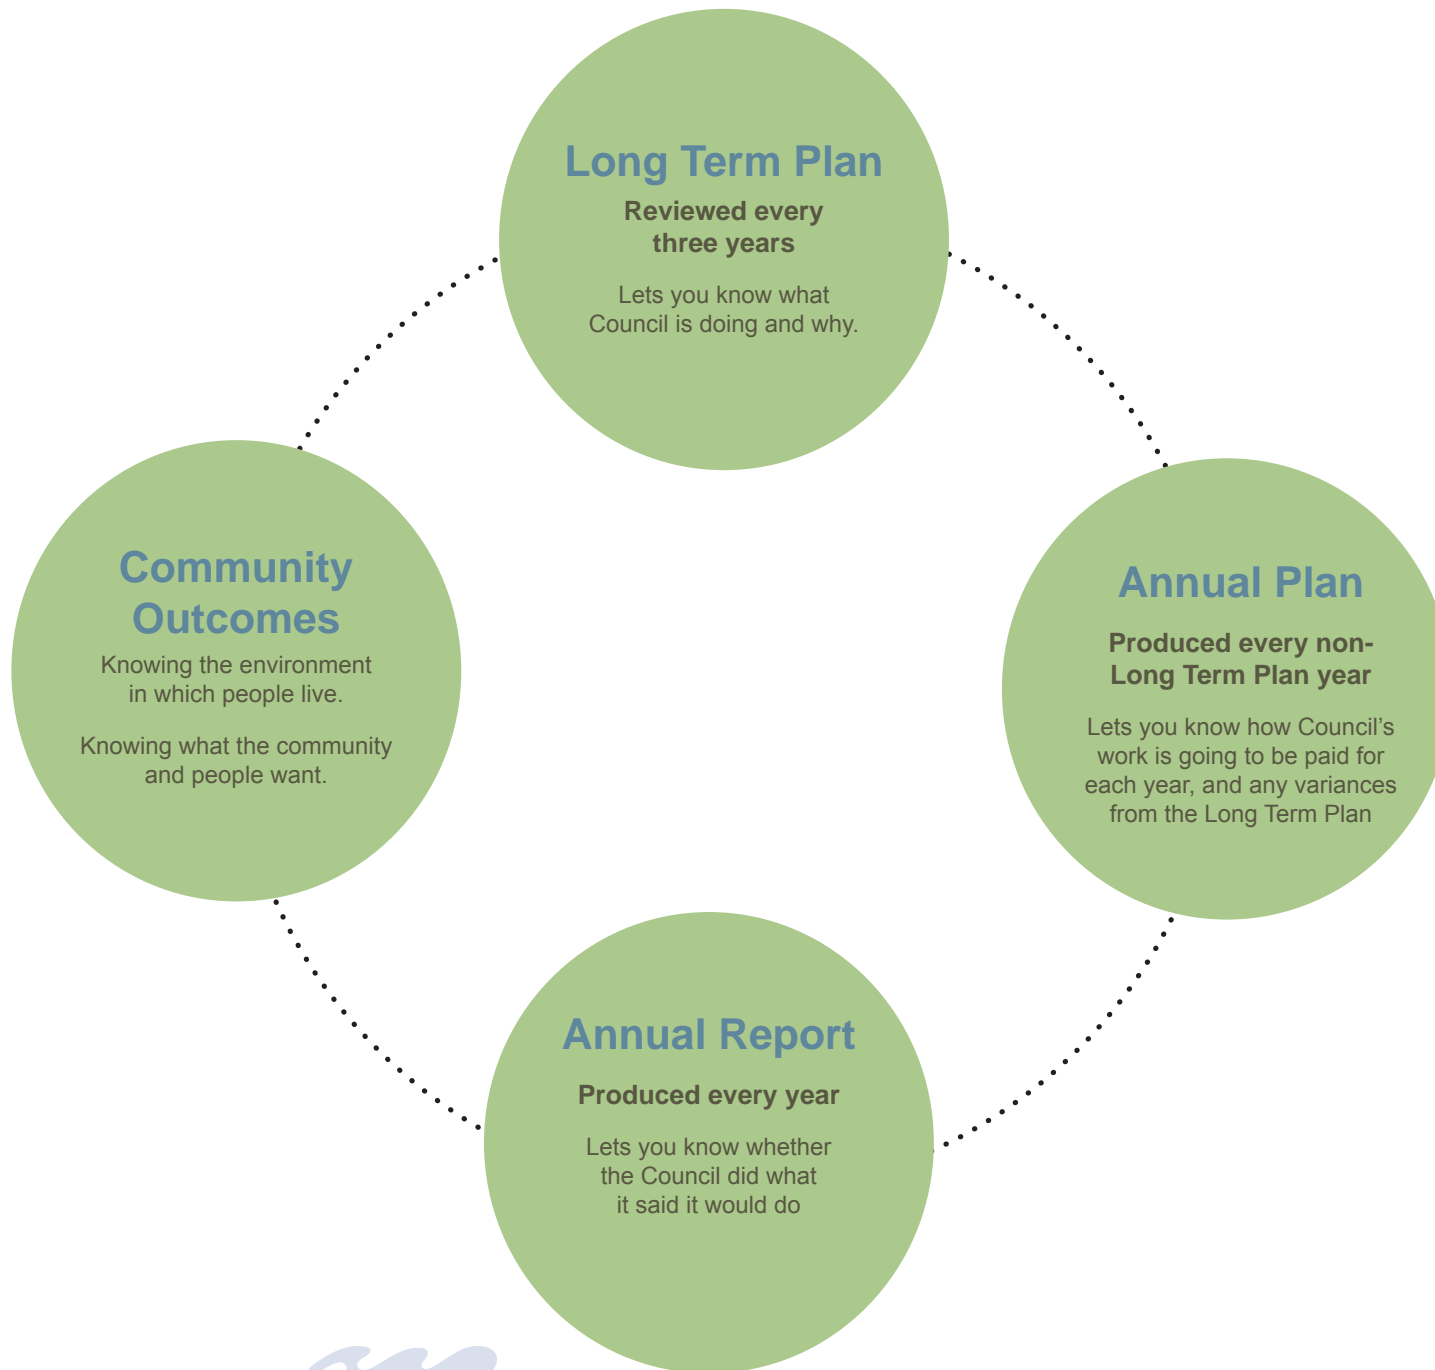 Long Term Plan
Reviewed every
three years
Lets you know what
Council is doing and why.
Community
Outcomes
Knowing the environment
in which people live.
Knowing what the community
and people want.
Annual Plan
Produced every non-
Long Term Plan year
Lets you know how Council’s
work is going to be paid for
each year, and any variances
from the Long Term Plan
Annual Report
Produced every year
Lets you know whether
the Council did what
it said it would do